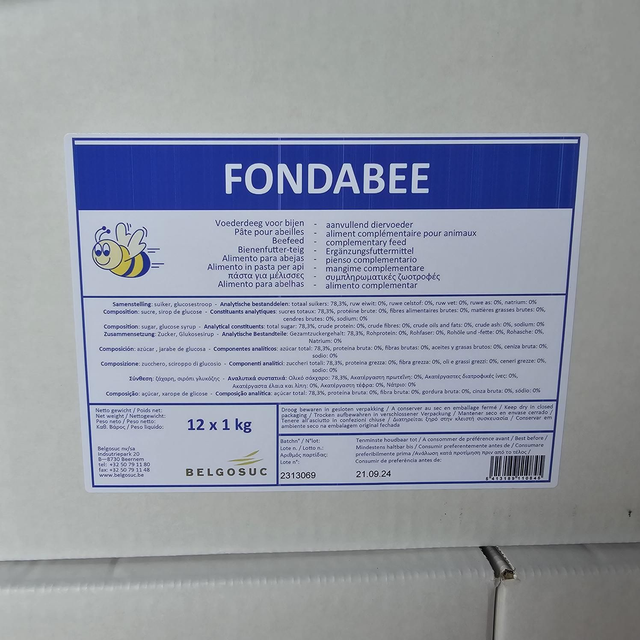 FONDABEE
Voederdeeg voor bijen - aanvullend diervoeder
Pâte pour abeilles - aliment complémentaire pour animaux
Beefeed - complementary feed
Bienenfutter-teig - Ergänzungsfuttermittel
Alimento para abejas - pienso complementario
Alimento in pasta per api - mangime complementare
πάστα για μέλισσες - συμπληρωματικές ζωοτροφές
Alimento para abelhas - alimento complementar
Samenstelling: suiker, glucosestroop - Analytische bestanddelen: totaal suikers: 78,3%, ruw eiwit: 0%, ruwe celstof: 0%, ruw vet: 0%, ruwe as: 0%, natrium: 0%
Composition: sucre, sirop de glucose - Constituants analytiques: sucres totaux: 78,3%, protéine brute: 0%, fibres alimentaires brutes: 0%, matières grasses brutes: 0%,
cendres brutes: 0%, sodium: 0%
Composition: sugar, glucose syrup - Analytical constituents: total sugar: 78,3%, crude protein: 0%, crude fibres: 0%, crude oils and fats: 0%, crude ash: 0%, sodium: 0%
Zusammensetzung: Zucker, Glukosesirup - Analytische Bestandteile: Gesamtzuckergehalt: 78,3%, Rohprotein: 0%, Rohfaser: 0%, Rohöle und -fette: 0%, Rohasche: 0%,
Natrium: 0%
Composición: azúcar, jarabe de glucosa - Componentes analíticos: azúcar total: 78,3%, proteína bruta: 0%, fibras brutas: 0%, aceites y grasas brutos: 0%, ceniza bruta: 0%,
sodio: 0%
Composizione: zucchero, sciroppo di glucosio - Componenti analitici: zuccheri totali: 78,3%, proteina grezza: 0%, fibra grezza: 0%, oli e grassi grezzi: 0%, ceneri grezze: 0%,
sodio: 0%
Σύνθεση: ζάχαρη, σιρόπι γλυκόζης - Αναλυτικά συστατικά: Ολικό σάκχαρο: 78,3%, Ακατέργαστη πρωτεΐνη: 0%, Ακατέργαστες ίνες: 0%,
Ακατέργαστα έλαια και λίπη: 0%, Ακατέργαστη τέφρα: 0%, Νάτριο: 0%
Composição: açúcar, xarope de glicose - Composição analítica: açúcar total: 78,3%, proteína bruta: 0%, fibra bruta: 0%, gordura bruta: 0%, cinza bruta: 0%, sódio: 0%
Netto gewicht / Poids net:
Net weight / Nettogewicht:
Peso neto / Peso netto:
Καθ. Βάρος / Peso líquido:
12 x 1 kg
Belgosuc nv/sa
Industriepark 20
B-8730 Beernem
tel: +32 50 79 11 80
fax: +32 50 79 11 48
www.belgosuc.be
BELGOSUC
Droog bewaren in gesloten verpakking / A conserver au sec en emballage fermé / Keep dry in closed
packaging / Trocken aufbewahren in verschlossener Verpackung / Mantener seco en envase cerrado /
Tenere all'asciutto in confezioni chiuse / Διατηρείται ξηρό στην κλειστή συσκευασία / Conservar em
ambiente seco na embalagem original fechada
Batchn° / N°lot:
Lote n. / Lotto n.:
Αριθμός παρτίδας:
Lote n°:
2313069
Tenminste houdbaar tot / A consommer de préférence avant / Best before /
Mindestens haltbar bis / Consumir preferentemente antes de / Consumare
preferibilmente prima / Ανάλωση κατά προτίμηση πριν από το τέλος /
Consumir de preferência antes de:
21.09.24